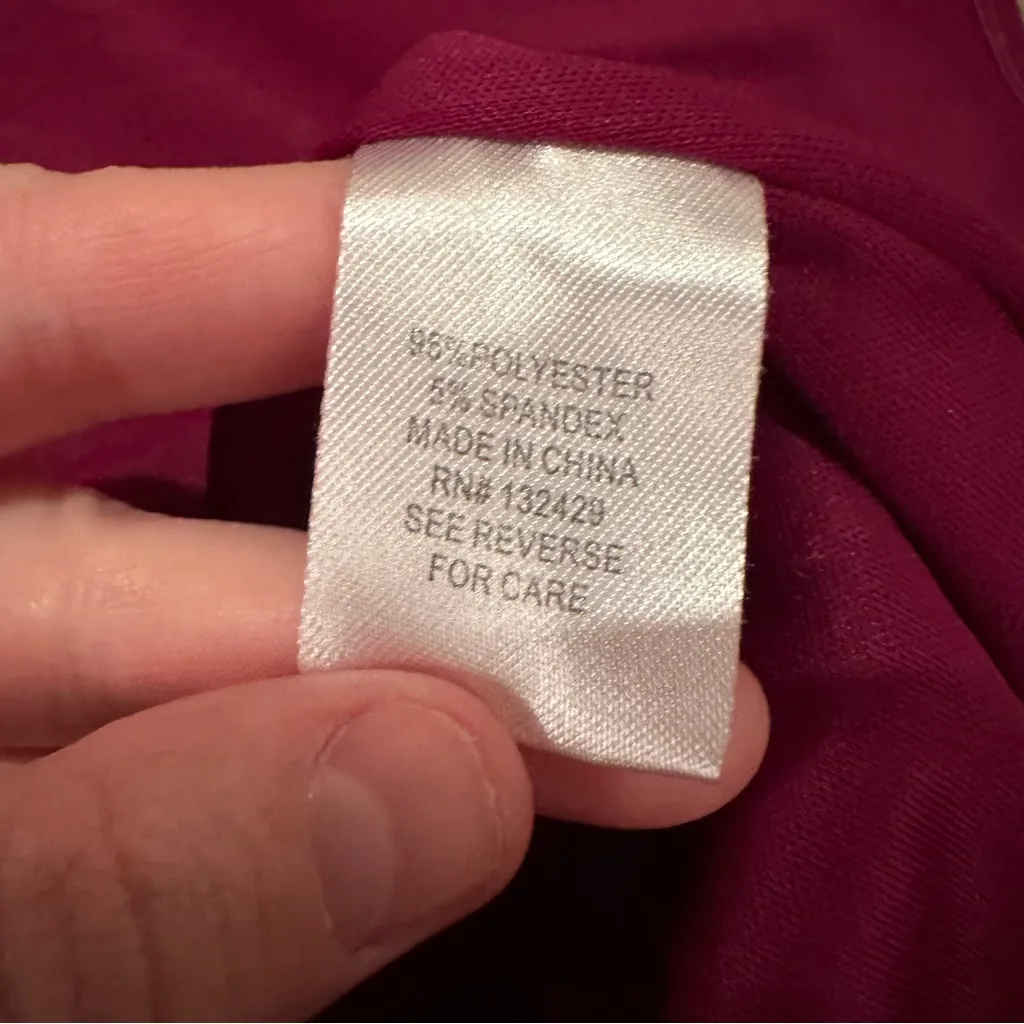 95%POLYESTER
5% SPANDEX
MADE IN CHINA
RN# 132429
SEE REVERSE
FOR CARE